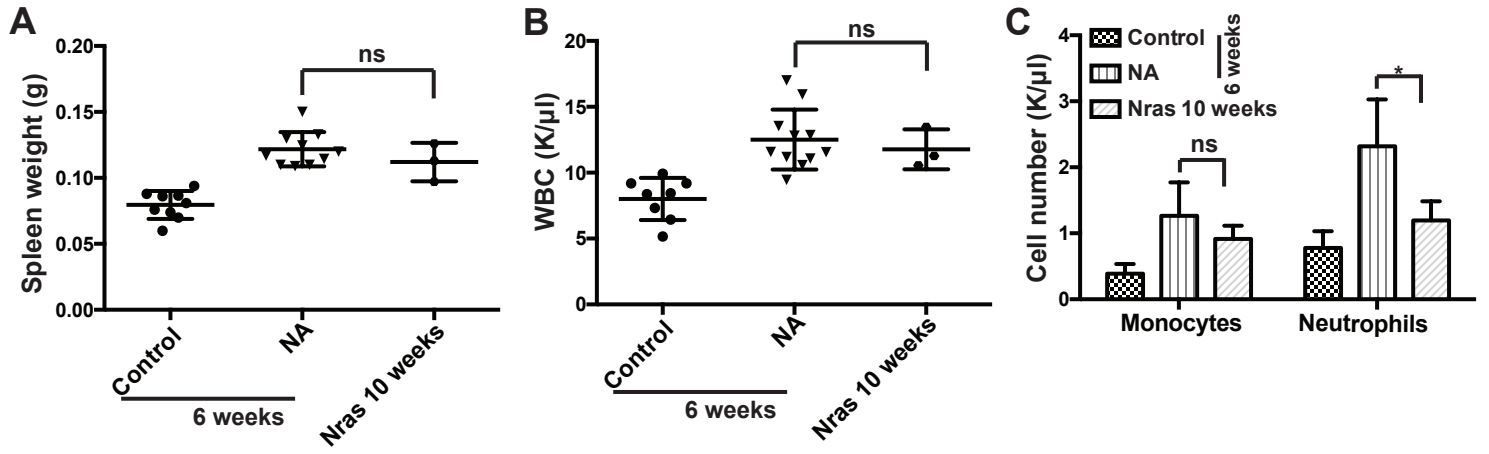 A
Spleen weight (g)
0.20
0.15
0.10
0.05
0.00
ns
Control
NA
Nras 10 weeks
6 weeks
B
WBC (K/μl)
20
15
10
5
0
ns
Control
NA
Nras 10 weeks
6 weeks
C
Cell number (K/μl)
4
3
2
1
0
Control
NA
Nras 10 weeks
6 weeks
ns
*
Monocytes
Neutrophils